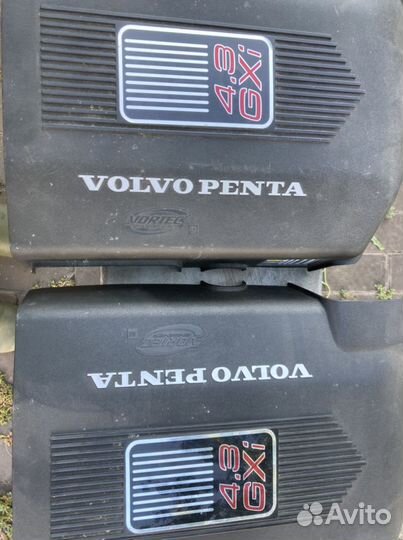 4.3
GXi
VOLVO PENTA
VORTEC
VORTEC
VOLVO PENTA
4.3
GXi
Avito